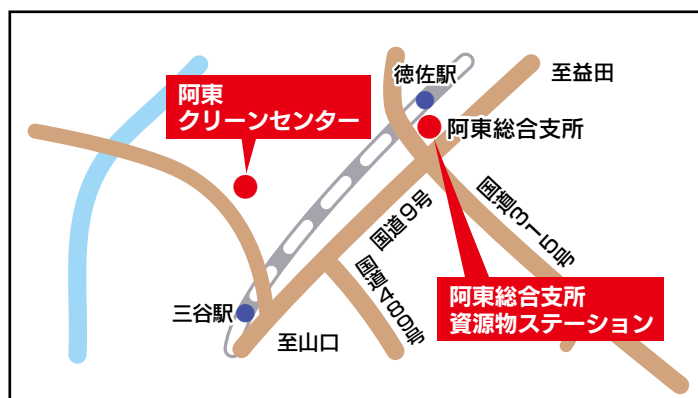 徳佐駅
至益田
阿東
クリーンセンター
阿東総合支所
国道9号
国道315号
国道489号
阿東総合支所
資源物ステーション
三谷駅
至山口